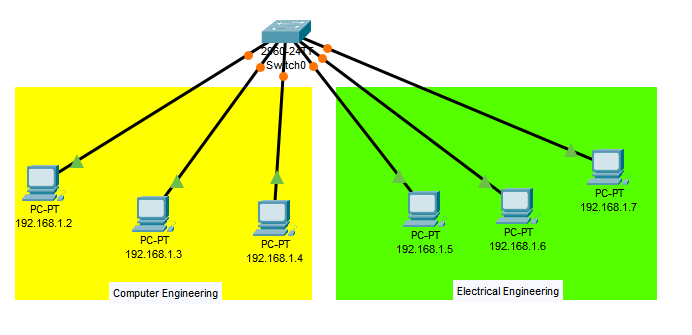 2960-24TT
Switch0
PC-PT
192.168.1.2
PC-PT
192.168.1.3
PC-PT
192.168.1.4
PC-PT
192.168.1.5
PC-PT
192.168.1.6
PC-PT
192.168.1.7
Computer Engineering
Electrical Engineering